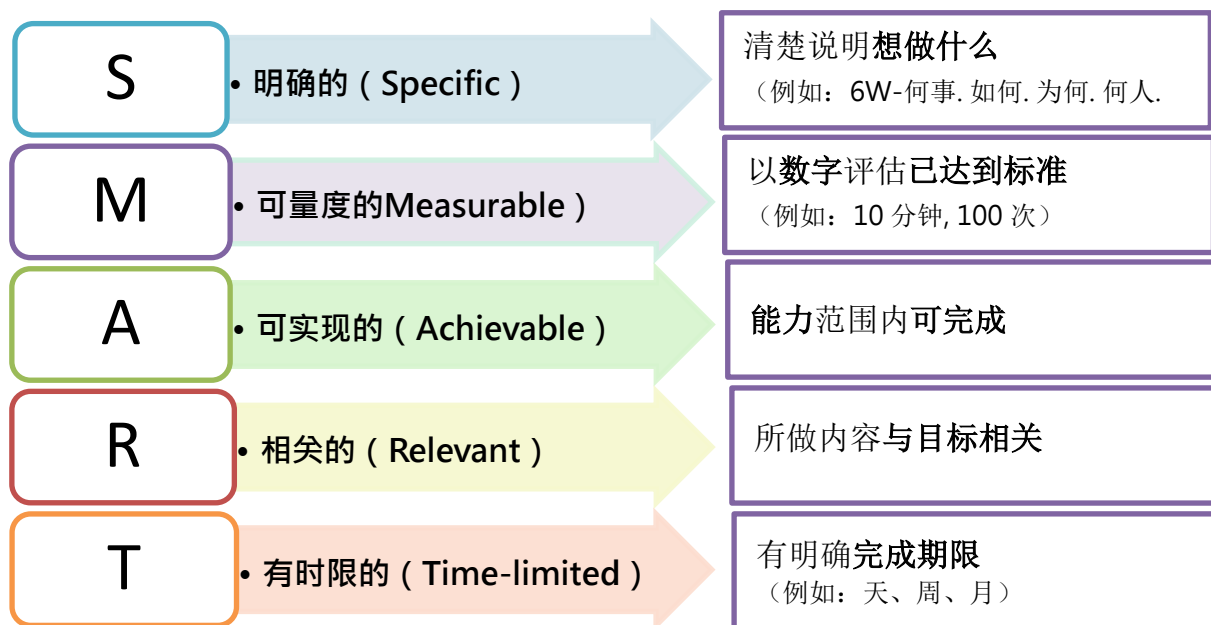 S
• 明确的（Specific）
清楚说明想做什么
（例如：6W-何事. 如何. 为何. 何人.
M
• 可量度的Measurable）
以数字评估已达到标准
（例如：10 分钟, 100 次）
A
• 可实现的（Achievable）
能力范围内可完成
R
• 相关的（Relevant）
所做内容与目标相关
T
• 有时限的（Time-limited）
有明确完成期限
（例如：天、周、月）